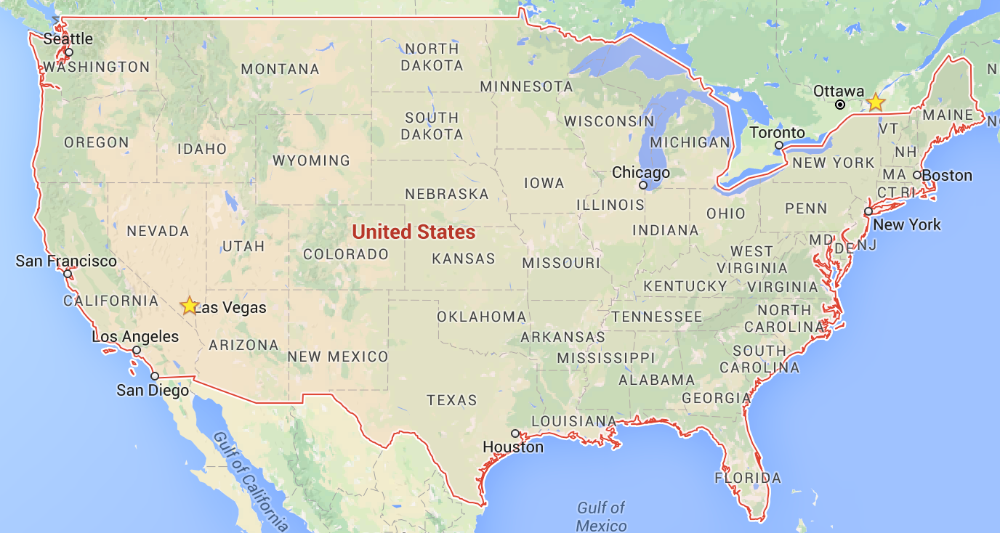 Seattle
WASHINGTON
MONTANA
NORTH
DAKOTA
MINNESOTA
Ottawa
N
MAINE
NO
SOUTH
DAKOTA
WISCONSIN
MICHIGAN
Toronto
VT
OREGON
IDAHO
WYOMING
NEW YORK
NH
Chicago
MA
Boston
IOWA
NEBRASKA
CT
RI
ILLINOIS
OHIO
PENN
New York
NEVADA
United States
INDIANA
MD
DE
NJ
UTAH
COLORADO
KANSAS
MISSOURI
WEST
VIRGINIA
San Francisco
KENTUCKY
VIRGINIA
CALIFORNIA
Las Vegas
OKLAHOMA
TENNESSEE
NORTH
CAROLINA
Los Angeles
ARIZONA
NEW MEXICO
ARKANSAS
MISSISSIPPI
SOUTH
CAROLINA
San Diego
TEXAS
ALABAMA
GEORGIA
LOUISIANA
Houston
Gulf of California
FLORIDA
Gulf of
Mexico